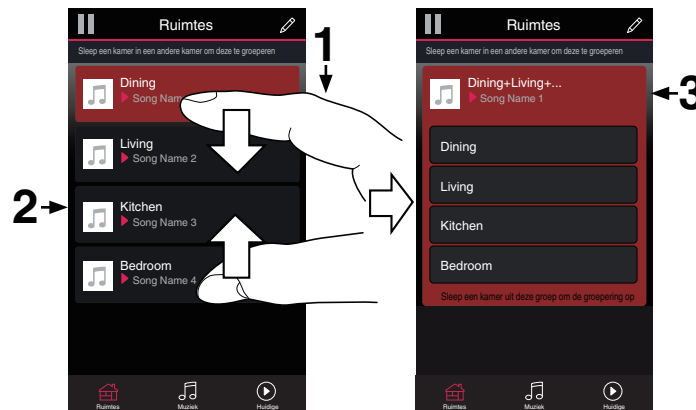 Ruimtes
Sleep een kamer in een andere kamer om deze te groeperen
Dining
Song Nam
Living
Song Name 2
Kitchen
Song Name 3
Bedroom
Song Name 4
Ruimtes
Muziek
Huidige
1
2
Ruimtes
Sleep een kamer in een andere kamer om deze te groeperen
Dining+Living+...
Song Name 1
Dining
Living
Kitchen
Bedroom
Sleep een kamer uit deze groep om de groepering op
Ruimtes
Muziek
Huidige
3